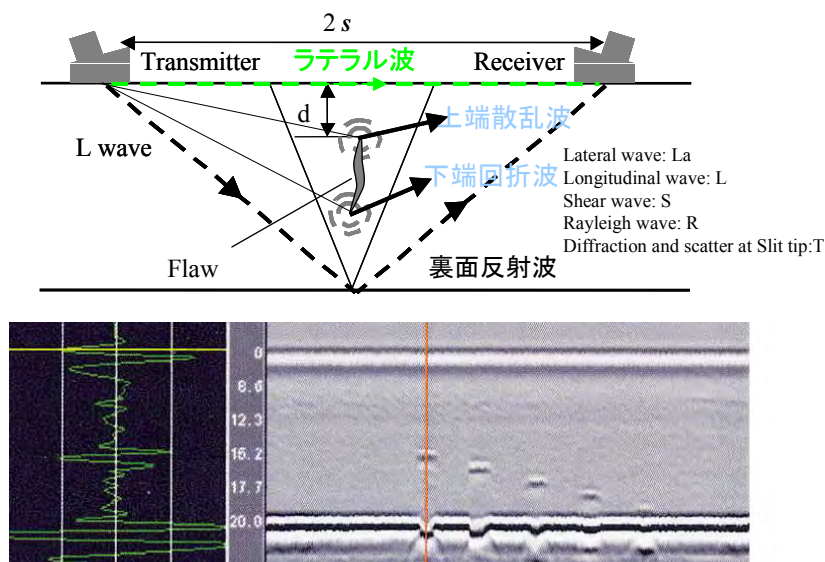 2 s
Transmitter
ラテラル波
Receiver
d
上端散乱波
L wave
下端回折波
Lateral wave: La
Longitudinal wave: L
Shear wave: S
Rayleigh wave: R
Diffraction and scatter at Slit tip:T
Flaw
裏面反射波
0
8.6
12.3
15.2
17.7
20.0